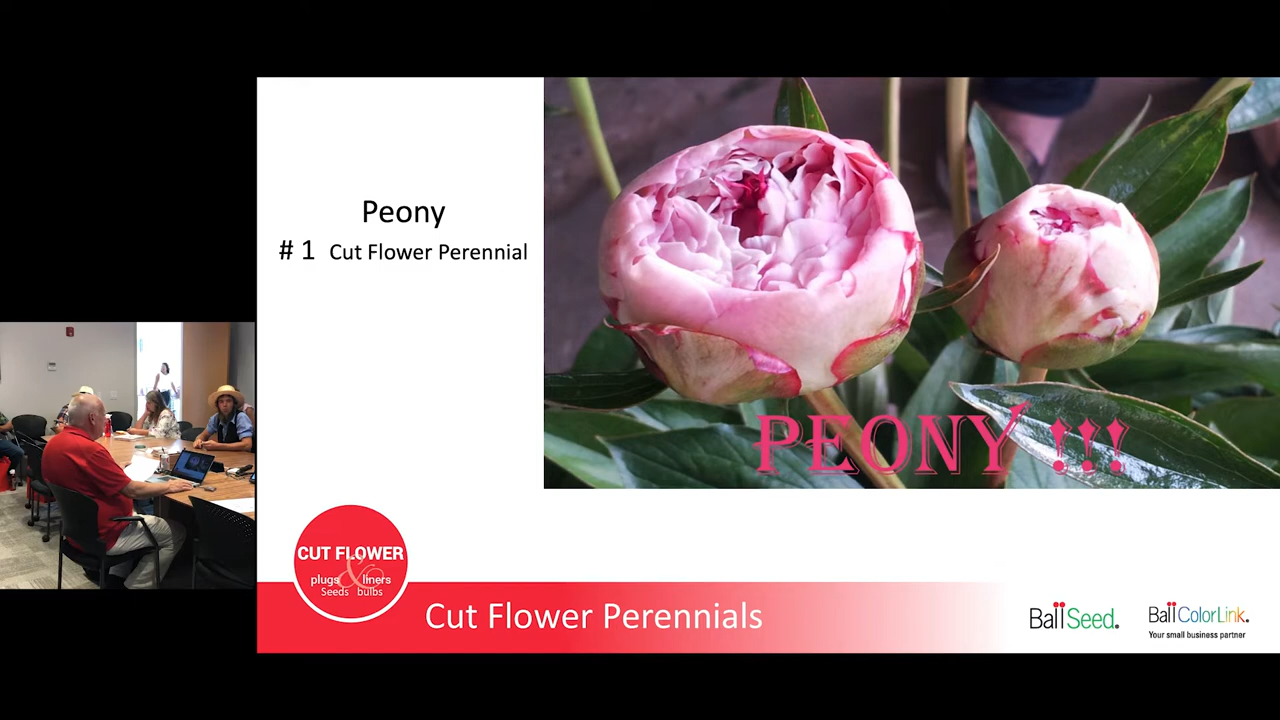 Peony
# 1 Cut Flower Perennial
PEONY !!!
CUT FLOWER
&
plugs liners
Seeds bulbs
Cut Flower Perennials
Ball Seed.
Ball ColorLink.
Your small business partner